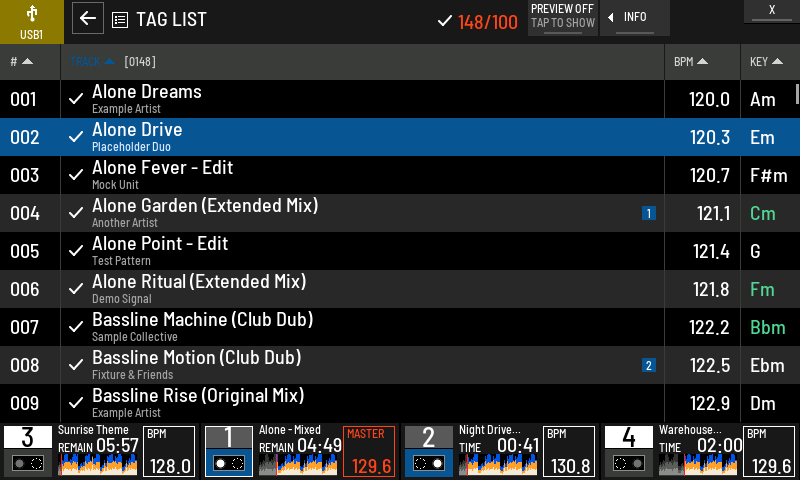 USB1
TAG LIST
148/100
PREVIEW OFF
TAP TO SHOW
INFO
X
#
TRACK
[0148]
BPM
KEY
001
Alone Dreams
Example Artist
120.0
Am
002
Alone Drive
Placeholder Duo
120.3
Em
003
Alone Fever - Edit
Mock Unit
120.7
F#m
004
Alone Garden (Extended Mix)
Another Artist
1
121.1
Cm
005
Alone Point - Edit
Test Pattern
121.4
G
006
Alone Ritual (Extended Mix)
Demo Signal
121.8
Fm
007
Bassline Machine (Club Dub)
Sample Collective
122.2
Bbm
008
Bassline Motion (Club Dub)
Fixture & Friends
2
122.5
Ebm
009
Bassline Rise (Original Mix)
Example Artist
122.9
Dm
3
Sunrise Theme
REMAIN 05:57
BPM
128.0
1
Alone - Mixed
REMAIN 04:49
MASTER
129.6
2
Night Drive...
TIME 00:41
BPM
130.8
4
Warehouse...
TIME 02:00
BPM
129.6